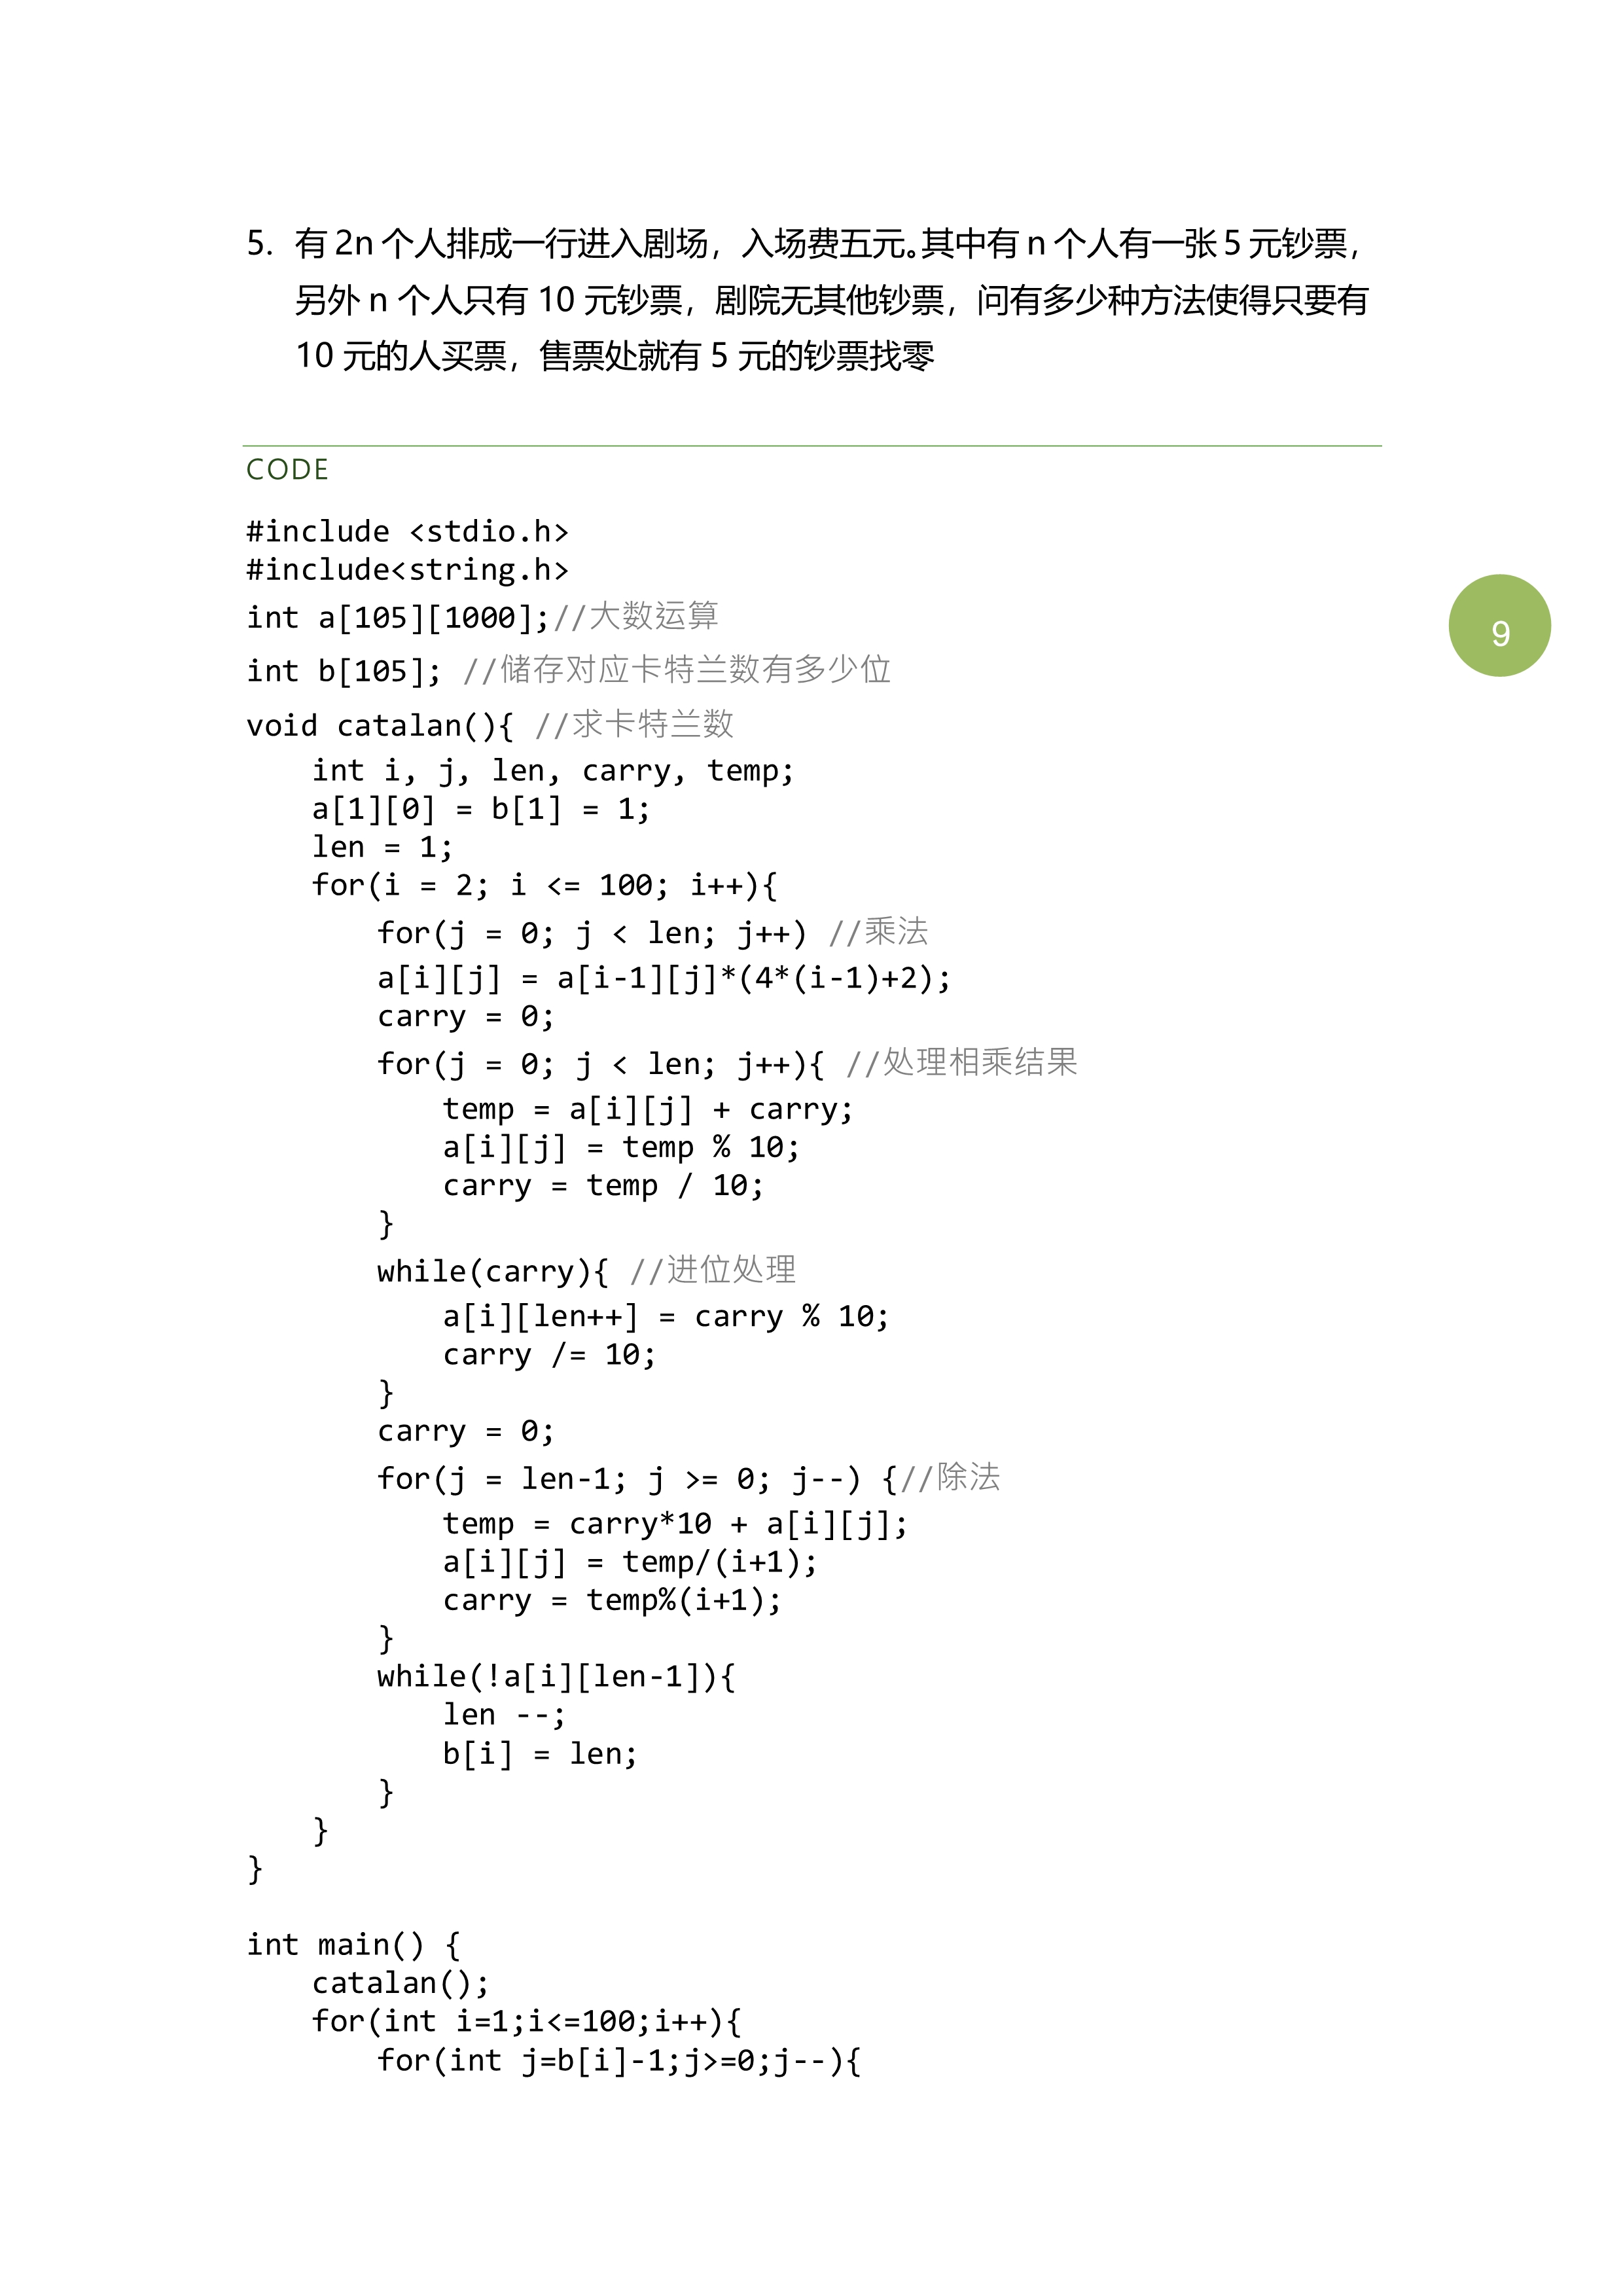 5. 有 2n 个人排成一行进入剧场，入场费五元。其中有 n 个人有一张 5 元钞票，
另外 n 个人只有 10 元钞票，剧院无其他钞票，问有多少种方法使得只要有
10 元的人买票，售票处就有 5 元的钞票找零
CODE
#include <stdio.h>
#include<string.h>
int a[105][1000];//大数运算
9
int b[105]; //储存对应卡特兰数有多少位
void catalan(){ //求卡特兰数
    int i, j, len, carry, temp;
    a[1][0] = b[1] = 1;
    len = 1;
    for(i = 2; i <= 100; i++){
        for(j = 0; j < len; j++) //乘法
        a[i][j] = a[i-1][j]*(4*(i-1)+2);
        carry = 0;
        for(j = 0; j < len; j++){ //处理相乘结果
            temp = a[i][j] + carry;
            a[i][j] = temp % 10;
            carry = temp / 10;
        }
        while(carry){ //进位处理
            a[i][len++] = carry % 10;
            carry /= 10;
        }
        carry = 0;
        for(j = len-1; j >= 0; j--) {//除法
            temp = carry*10 + a[i][j];
            a[i][j] = temp/(i+1);
            carry = temp%(i+1);
        }
        while(!a[i][len-1]){
            len --;
            b[i] = len;
        }
    }
}
int main() {
    catalan();
    for(int i=1;i<=100;i++){
        for(int j=b[i]-1;j>=0;j--){